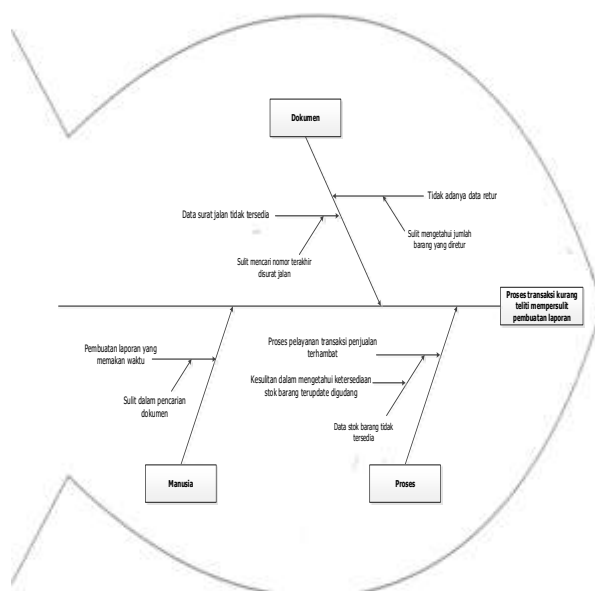 Dokumen
Tidak adanya data retur
Data surat jalan tidak tersedia
Sulit mengetahui jumlah
barang yang diretur
Sulit mencari nomor terakhir
disurat jalan
Proses transaksi kurang
teliti mempersulit
pembuatan laporan
Pembuatan laporan yang
memakan waktu
Sulit dalam pencarian
dokumen
Proses pelayanan transaksi penjualan
terhambat
Kesulitan dalam mengetahui ketersediaan
stok barang terupdate digudang
Data stok barang tidak
tersedia
Manusia
Proses